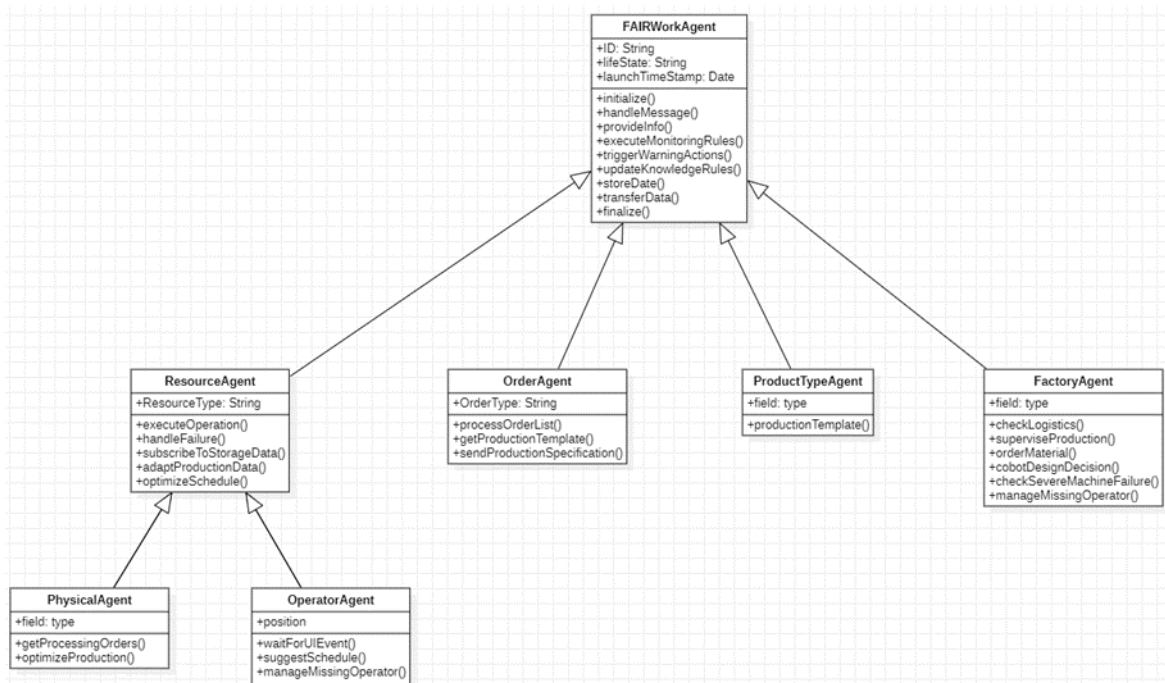 FAIRWorkAgent
+ID: String
+lifeState: String
+launchTimeStamp: Date
+initialize()
+handleMessage()
+provideInfo()
+executeMonitoringRules()
+triggerWarningActions()
+updateKnowledgeRules()
+storeDate()
+transferData()
+finalize()
ResourceAgent
+ResourceType: String
+executeOperation()
+handleFailure()
+subscribeToStorageData()
+adaptProductionData()
+optimizeSchedule()
OrderAgent
+OrderType: String
+processOrderList()
+getProductionTemplate()
+sendProductionSpecification()
ProductTypeAgent
+field: type
+productionTemplate()
FactoryAgent
+field: type
+checkLogistics()
+superviseProduction()
+orderMaterial()
+cobotDesignDecision()
+checkSevereMachineFailure()
+manageMissingOperator()
PhysicalAgent
+field: type
+getProcessingOrders()
+optimizeProduction()
OperatorAgent
+position
+waitForUIEvent()
+suggestSchedule()
+manageMissingOperator()